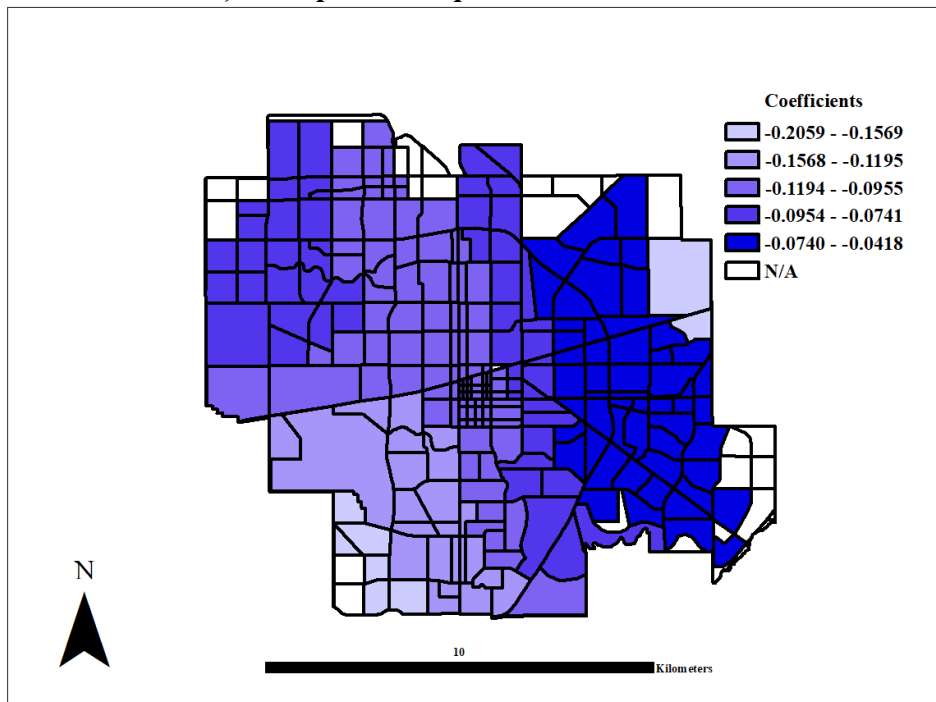 Coefficients
-0.2059 - -0.1569
-0.1568 - -0.1195
-0.1194 - -0.0955
-0.0954 - -0.0741
-0.0740 - -0.0418
N/A
N
10
Kilometers